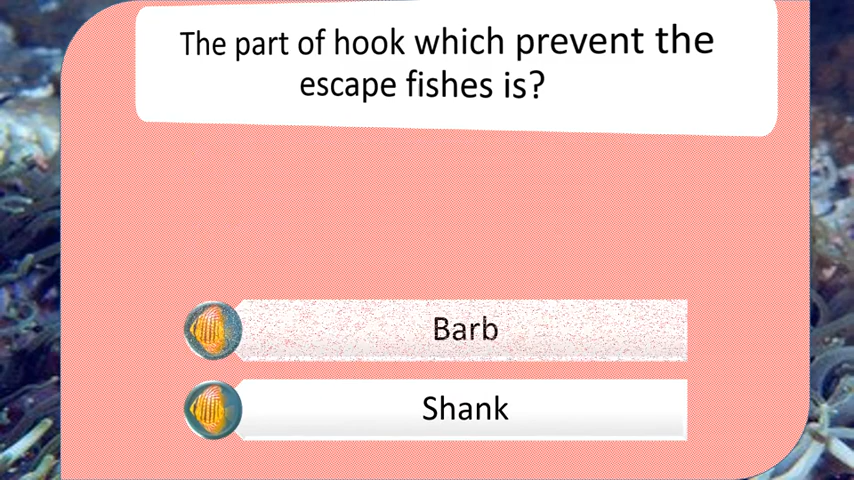 The part of hook which prevent the
escape fishes is?
Barb
Shank